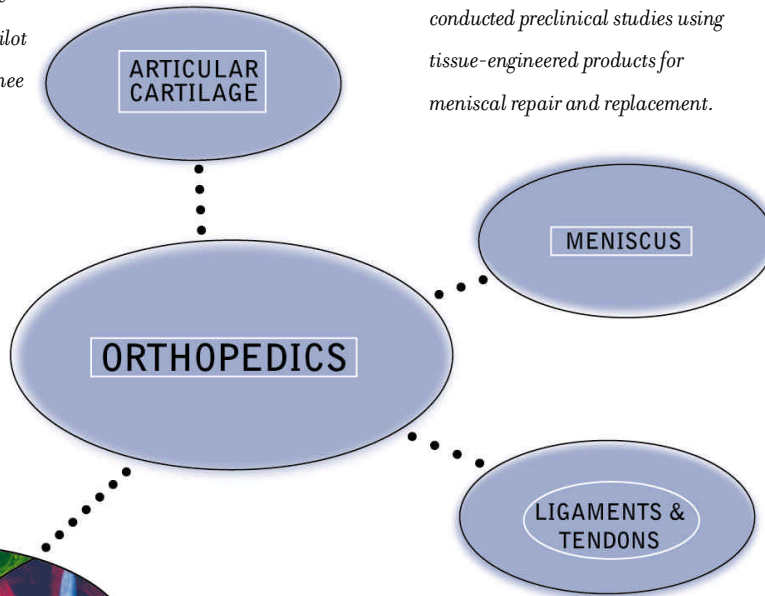 conducted preclinical studies using
tissue-engineered products for
meniscal repair and replacement.
ARTICULAR
CARTILAGE
MENISCUS
ORTHOPEDICS
LIGAMENTS &
TENDONS